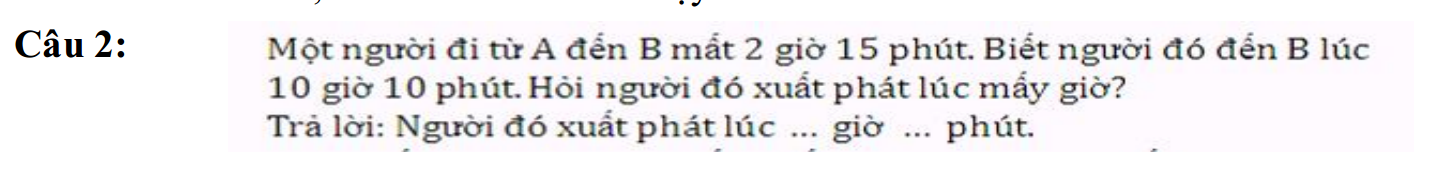 Câu 2: Một người đi từ A đến B mất 2 giờ 15 phút. Biết người đó đến B lúc
10 giờ 10 phút. Hỏi người đó xuất phát lúc mấy giờ?
Trả lời: Người đó xuất phát lúc ... giờ ... phút.